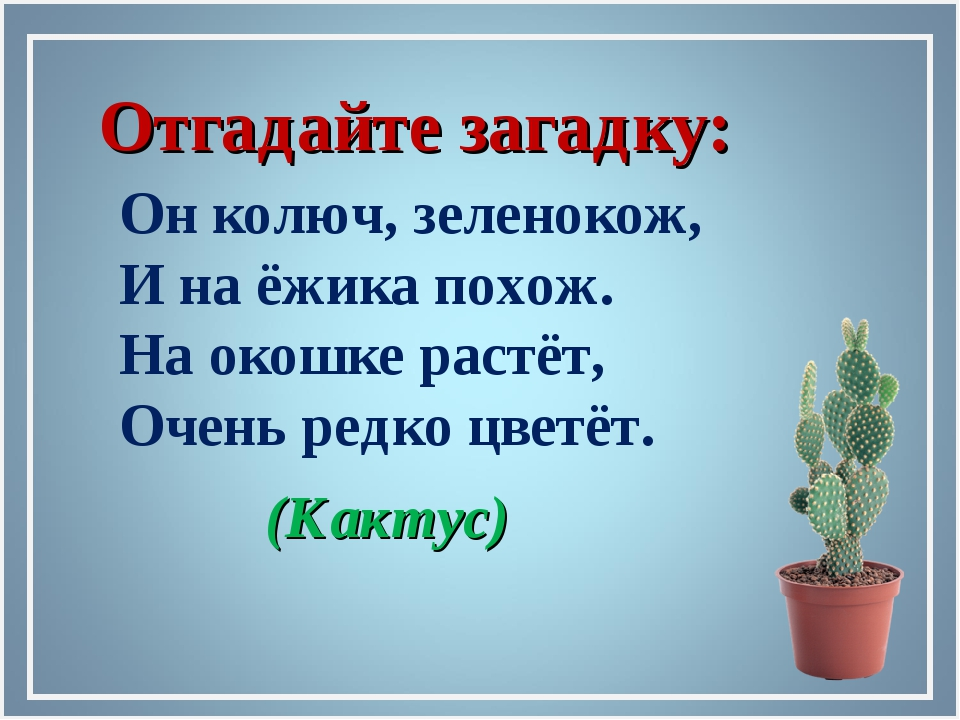 Отгадайте загадку:
Он колюч, зеленокож,
И на ёжика похож.
На окошке растёт,
Очень редко цветёт.
(Кактус)